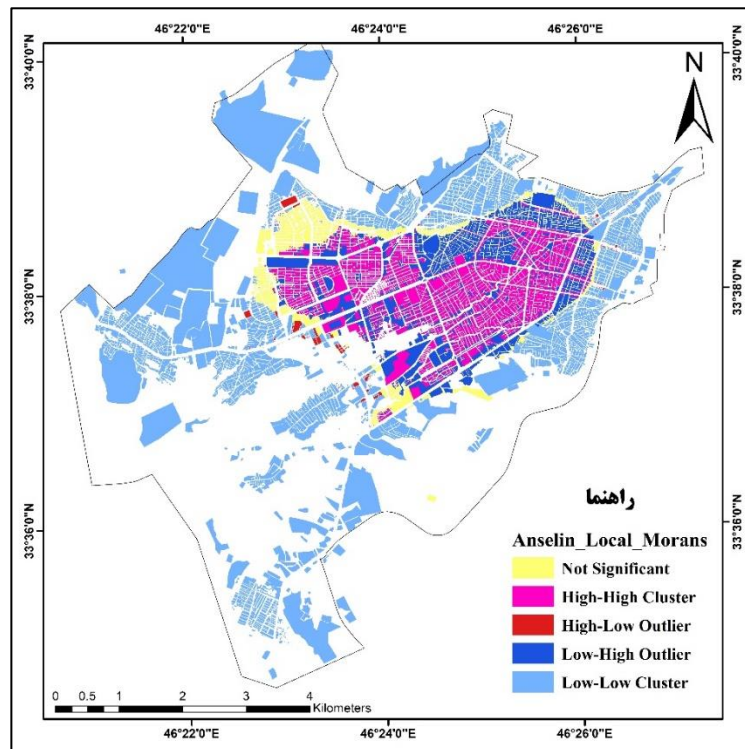 46°22'0"E 46°24'0"E 46°26'0"E
33°40'0"N
33°40'0"N
N
33°38'0"N
33°38'0"N
33°36'0"N
33°36'0"N
راهنما
Anselin_Local_Morans
Not Significant
High-High Cluster
High-Low Outlier
Low-High Outlier
Low-Low Cluster
0 0.5 1 2 3 4
Kilometers
46°22'0"E 46°24'0"E 46°26'0"E